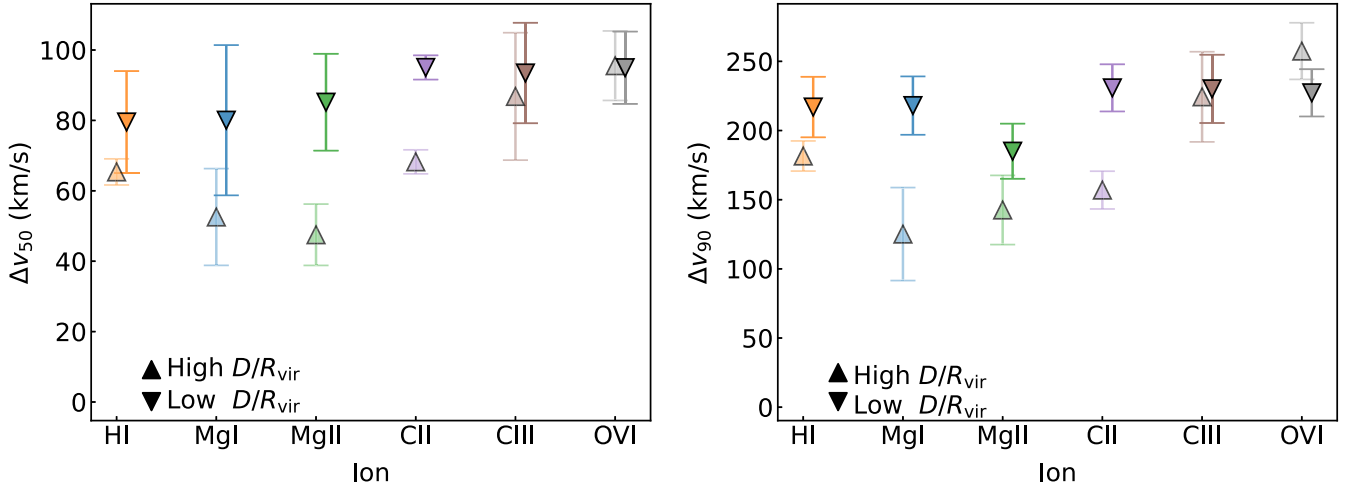 100
80
60
40
20
0
Δv50 (km/s)
High D/Rvir
Low D/Rvir
HI MgI MgII CII CIII OVI
Ion
250
200
150
100
50
0
Δv90 (km/s)
High D/Rvir
Low D/Rvir
HI MgI MgII CII CIII OVI
Ion